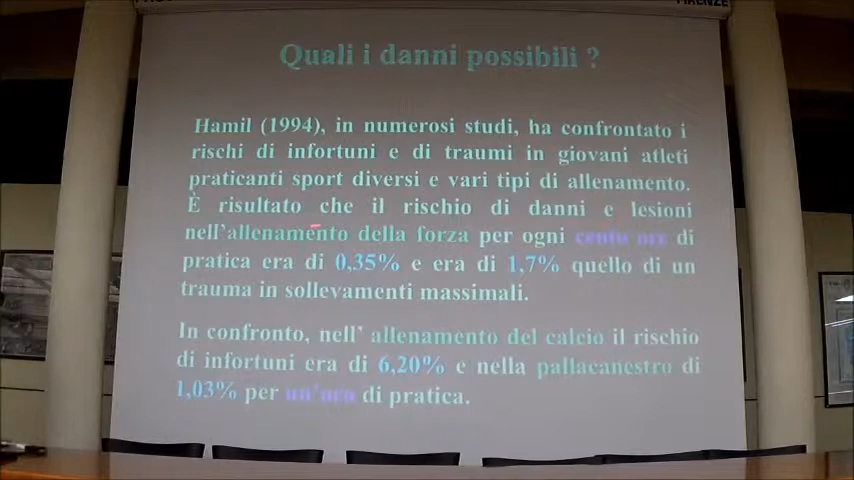 FIRENZE
Quali i danni possibili ?
Hamil (1994), in numerosi studi, ha confrontato i
rischi di infortuni e di traumi in giovani atleti
praticanti sport diversi e vari tipi di allenamento.
È risultato che il rischio di danni e lesioni
nell'allenamento della forza per ogni cento ore di
pratica era di 0,35%, e era di 1,7% quello di un
trauma in sollevamenti massimali.
In confronto, nell' allenamento del calcio il rischio
di infortuni era di 6,20% e nella pallacanestro di
1,03% per un'ora di pratica.